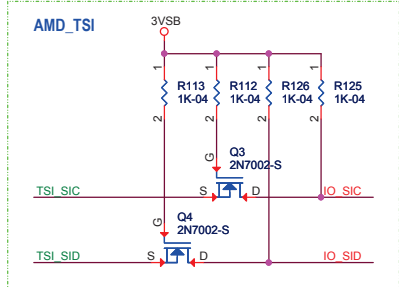 3VSB
AMD_TSI
1 1 1 1
R113 R112 R126 R125
1K-04 1K-04 1K-04 1K-04
2 2 2 2
G
Q3
2N7002-S
TSI_SIC S D IO_SIC
G
Q4
2N7002-S
TSI_SID S D IO_SID